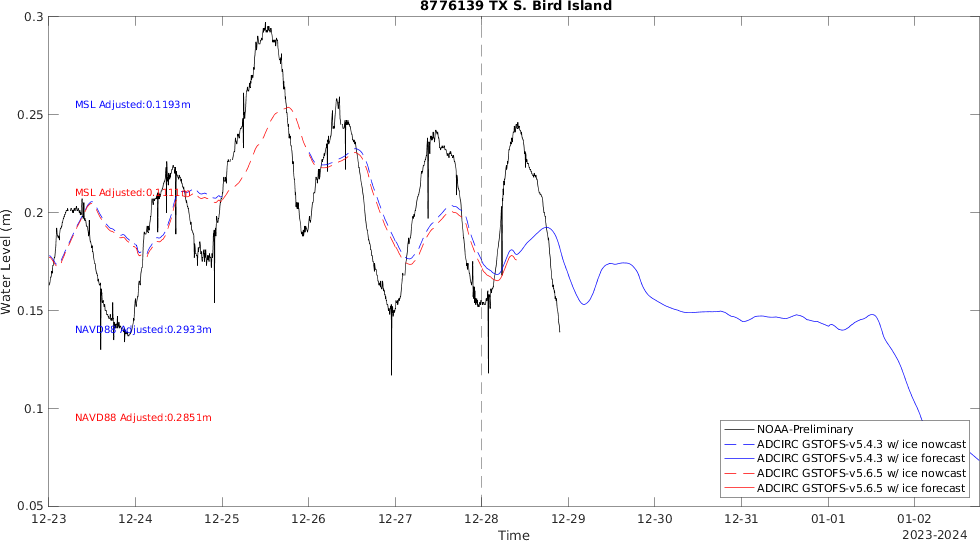 8776139 TX S. Bird Island
0.3
0.25
0.2
0.15
0.1
0.05
Water Level (m)
MSL Adjusted:0.1193m
MSL Adjusted:0.1111m
NAVD88 Adjusted:0.2933m
NAVD88 Adjusted:0.2851m
NOAA-Preliminary
ADCIRC GSTOFS-v5.4.3 w/ ice nowcast
ADCIRC GSTOFS-v5.4.3 w/ ice forecast
ADCIRC GSTOFS-v5.6.5 w/ ice nowcast
ADCIRC GSTOFS-v5.6.5 w/ ice forecast
12-23 12-24 12-25 12-26 12-27 12-28 12-29 12-30 12-31 01-01 01-02
Time
2023-2024